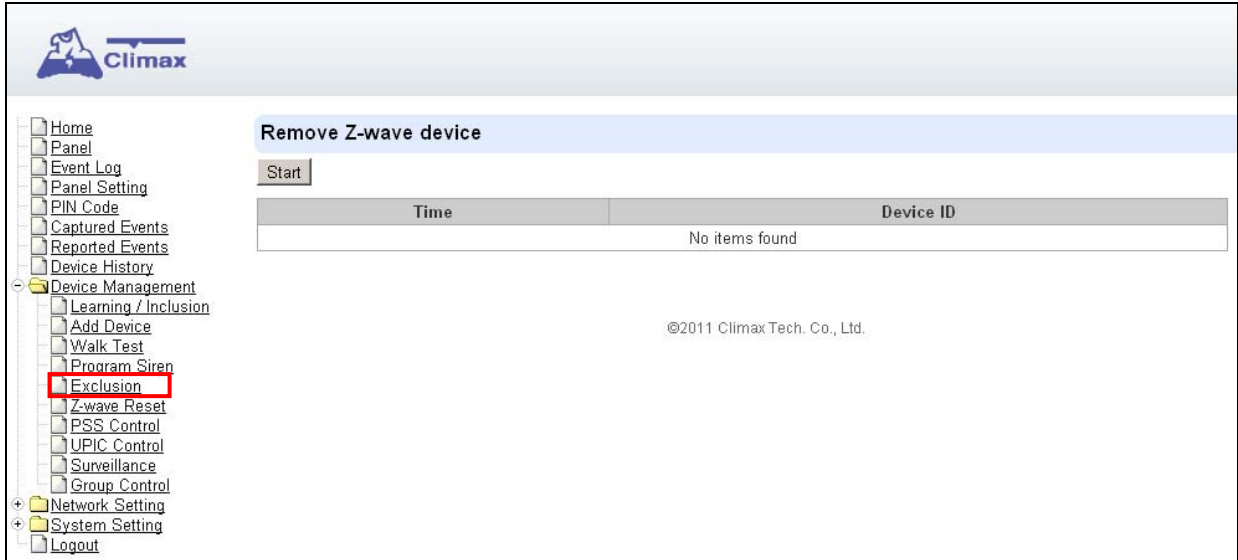 Climax
Home
Panel
Event Log
Panel Setting
PIN Code
Captured Events
Reported Events
Device History
Device Management
Learning / Inclusion
Add Device
Walk Test
Program Siren
Exclusion
Z-wave Reset
PSS Control
UPIC Control
Surveillance
Group Control
Network Setting
System Setting
Logout
Remove Z-wave device
Start
Time Device ID
No items found
©2011 Climax Tech. Co., Ltd.